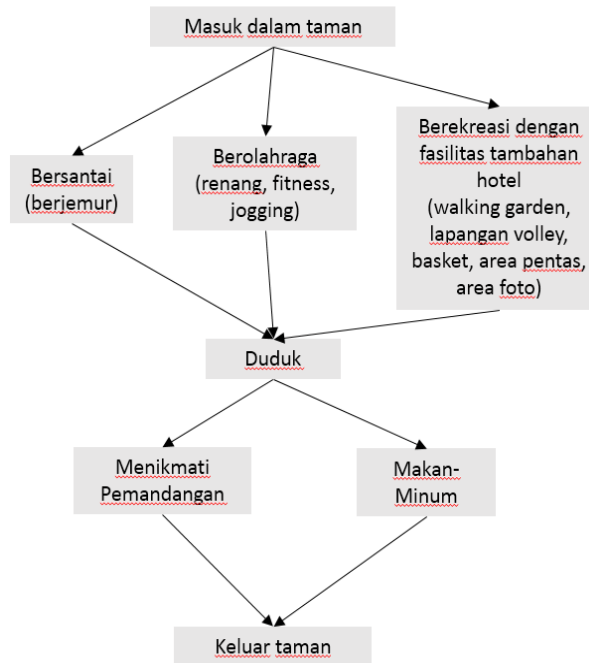 Masuk dalam taman
Bersantai
(berjemur)
Berolahraga
(renang, fitness,
jogging)
Berekreasi dengan
fasilitas tambahan
hotel
(walking garden,
lapangan volley,
basket, area pentas,
area foto)
Duduk
Menikmati
Pemandangan
Makan-
Minum
Keluar taman